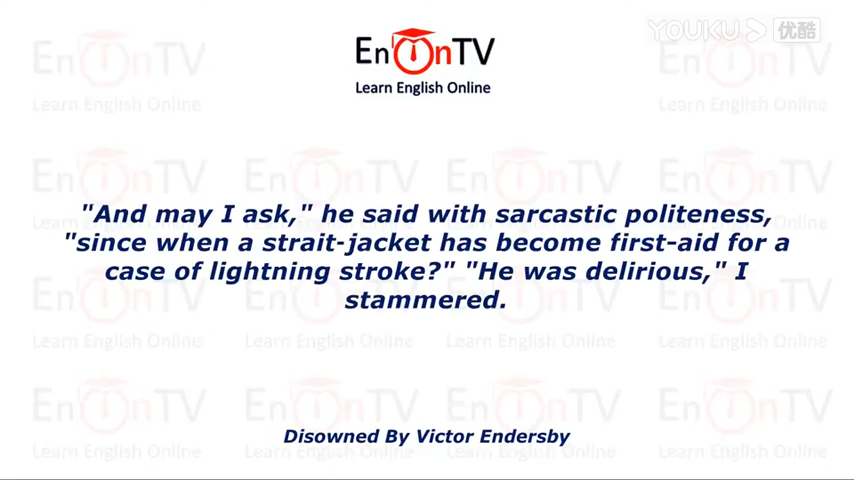 YOUKU 优酷
EnOnTV
Learn English Online
"And may I ask," he said with sarcastic politeness,
"since when a strait-jacket has become first-aid for a
case of lightning stroke?" "He was delirious," I
stammered.
Disowned By Victor Endersby